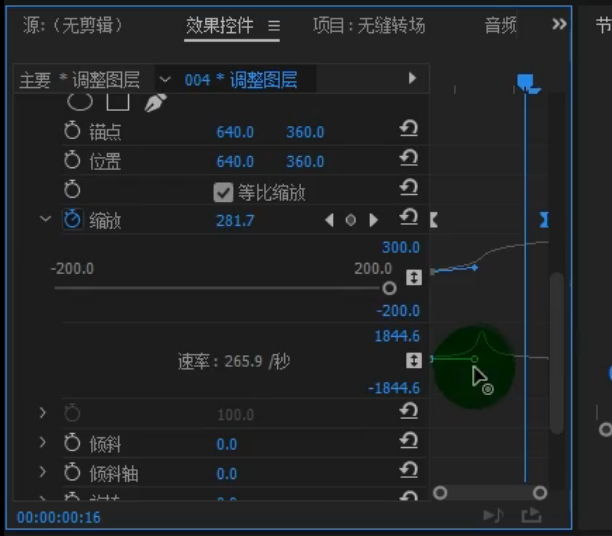 源:（无剪辑） 效果控件 项目: 无缝转场 音频 节
主要 * 调整图层 004 * 调整图层
锚点 640.0 360.0
位置 640.0 360.0
等比缩放
缩放 281.7
300.0
-200.0 200.0
-200.0
1844.6
速率: 265.9 /秒
-1844.6
100.0
倾斜 0.0
倾斜轴 0.0
00:00:00:16